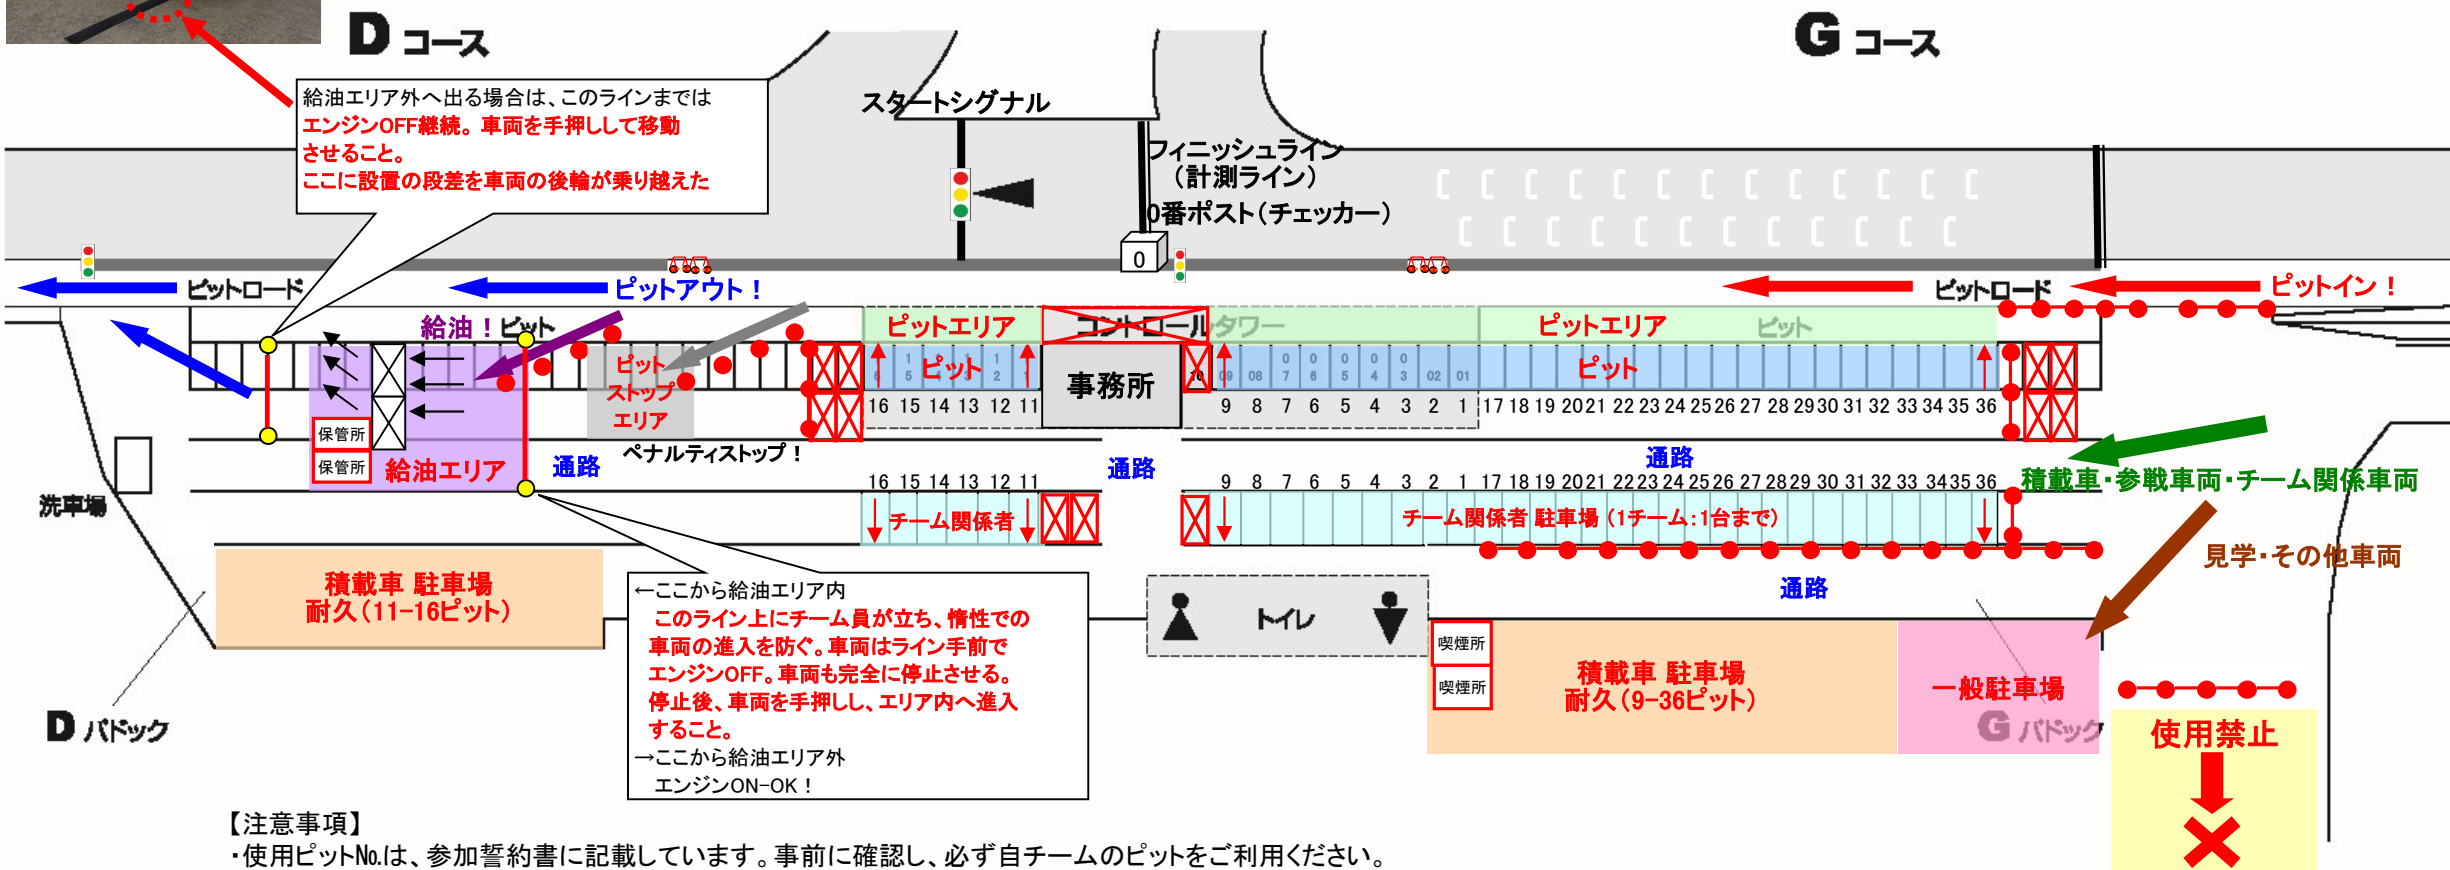 D コース
G コース
給油エリア外へ出る場合は、このラインまでは
エンジンOFF継続。車両を手押しして移動
させること。
ここに設置の段差を車両の後輪が乗り越えた
スタートシグナル
フィニッシュライン
（計測ライン）
0番ポスト（チェッカー）
0
ピットロード
ピットアウト！
ピットロード
ピットイン！
給油！
ピット
ピットエリア
コントロールタワー
ピットエリア
ピット
ピット
ストップ
エリア
ピット
事務所
09 08 07 06 05 04 03 02 01
ピット
16 15 14 13 12 11
9 8 7 6 5 4 3 2 1 17 18 19 20 21 22 23 24 25 26 27 28 29 30 31 32 33 34 35 36
保管所
保管所
給油エリア
通路
ペナルティストップ！
通路
通路
積載車・参戦車両・チーム関係車両
洗車場
16 15 14 13 12 11
9 8 7 6 5 4 3 2 1 17 18 19 20 21 22 23 24 25 26 27 28 29 30 31 32 33 34 35 36
チーム関係者
チーム関係者 駐車場 （1チーム：1台まで）
見学・その他車両
積載車 駐車場
耐久（11-16ピット）
←ここから給油エリア内
このライン上にチーム員が立ち、惰性での
車両の進入を防ぐ。車両はライン手前で
エンジンOFF。車両も完全に停止させる。
停止後、車両を手押しし、エリア内へ進入
すること。
→ここから給油エリア外
エンジンON-OK！
トイレ
通路
喫煙所
喫煙所
積載車 駐車場
耐久（9-36ピット）
一般駐車場
D パドック
G パドック
使用禁止
【注意事項】
・使用ピット№は、参加誓約書に記載しています。事前に確認し、必ず自チームのピットをご利用ください。